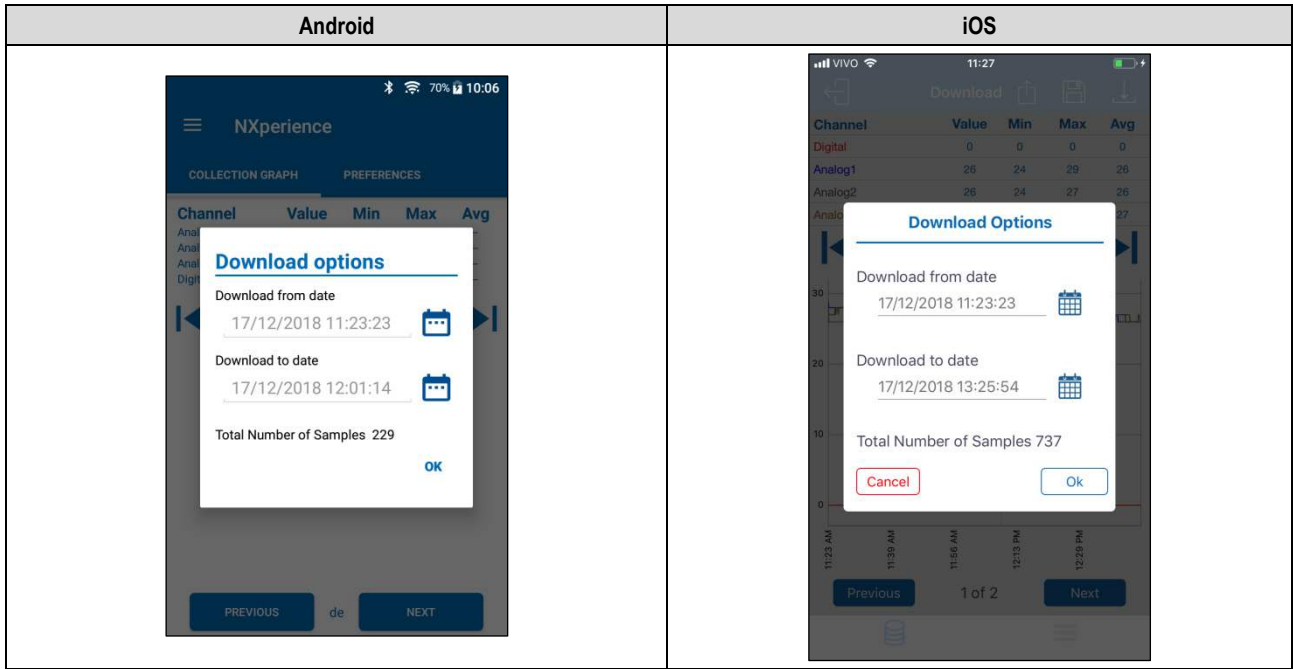 Android
iOS
70% 10:06
NXperience
COLLECTION GRAPH PREFERENCES
Channel Value Min Max Avg
Anal
Anal
Anal
Digit
Download options
Download from date
17/12/2018 11:23:23
Download to date
17/12/2018 12:01:14
Total Number of Samples 229
OK
PREVIOUS de NEXT
VIVO 11:27
Download
Channel Value Min Max Avg
Digital 0 0 0 0
Analog1 26 24 29 26
Analog2 26 24 27 26
Analo 27
Download Options
Download from date
17/12/2018 11:23:23
Download to date
17/12/2018 13:25:54
Total Number of Samples 737
Cancel Ok
30
20
10
0
11:23 AM 11:39 AM 11:56 AM 12:13 PM 12:29 PM
Previous 1 of 2 Next